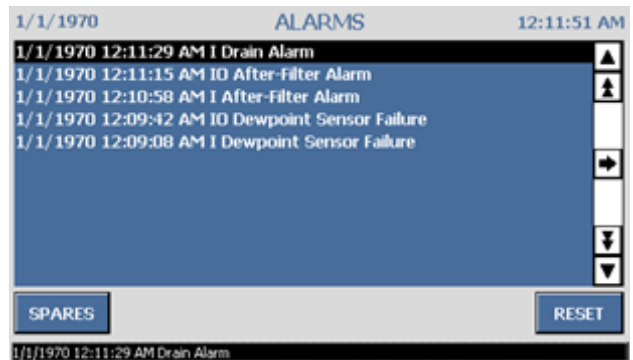 1/1/1970 ALARMS 12:11:51 AM
1/1/1970 12:11:29 AM I Drain Alarm
1/1/1970 12:11:15 AM IO After-Filter Alarm
1/1/1970 12:10:58 AM I After-Filter Alarm
1/1/1970 12:09:42 AM IO Dewpoint Sensor Failure
1/1/1970 12:09:08 AM I Dewpoint Sensor Failure
SPARES RESET
1/1/1970 12:11:29 AM Drain Alarm